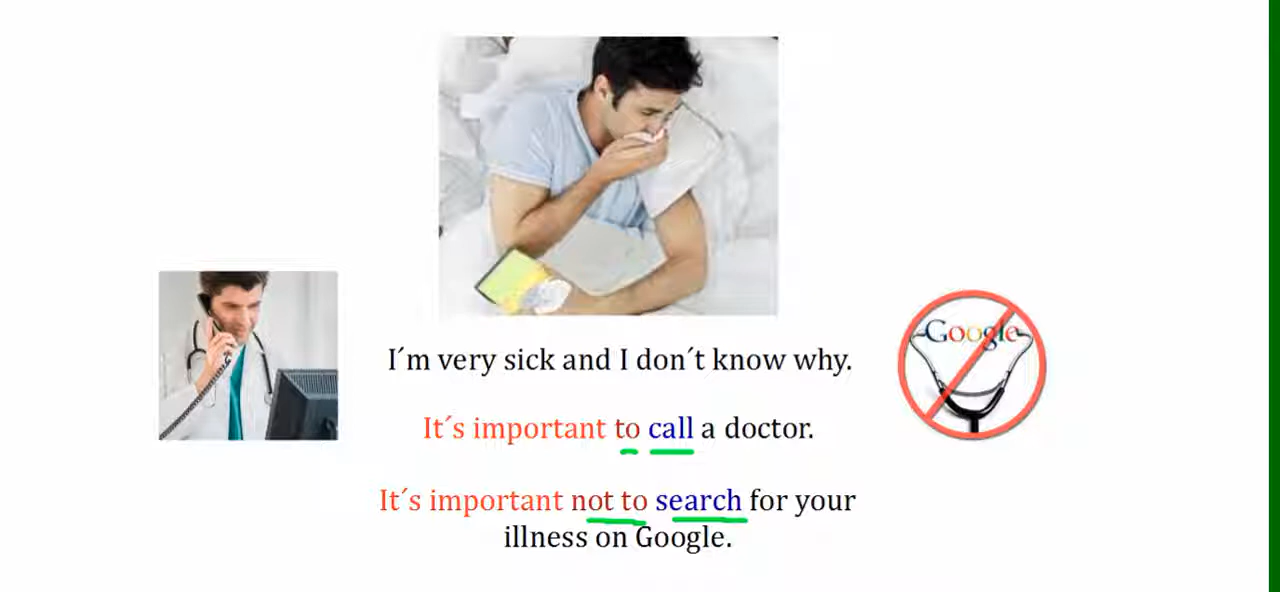 Google
I´m very sick and I don´t know why.
It´s important to call a doctor.
It´s important not to search for your
illness on Google.